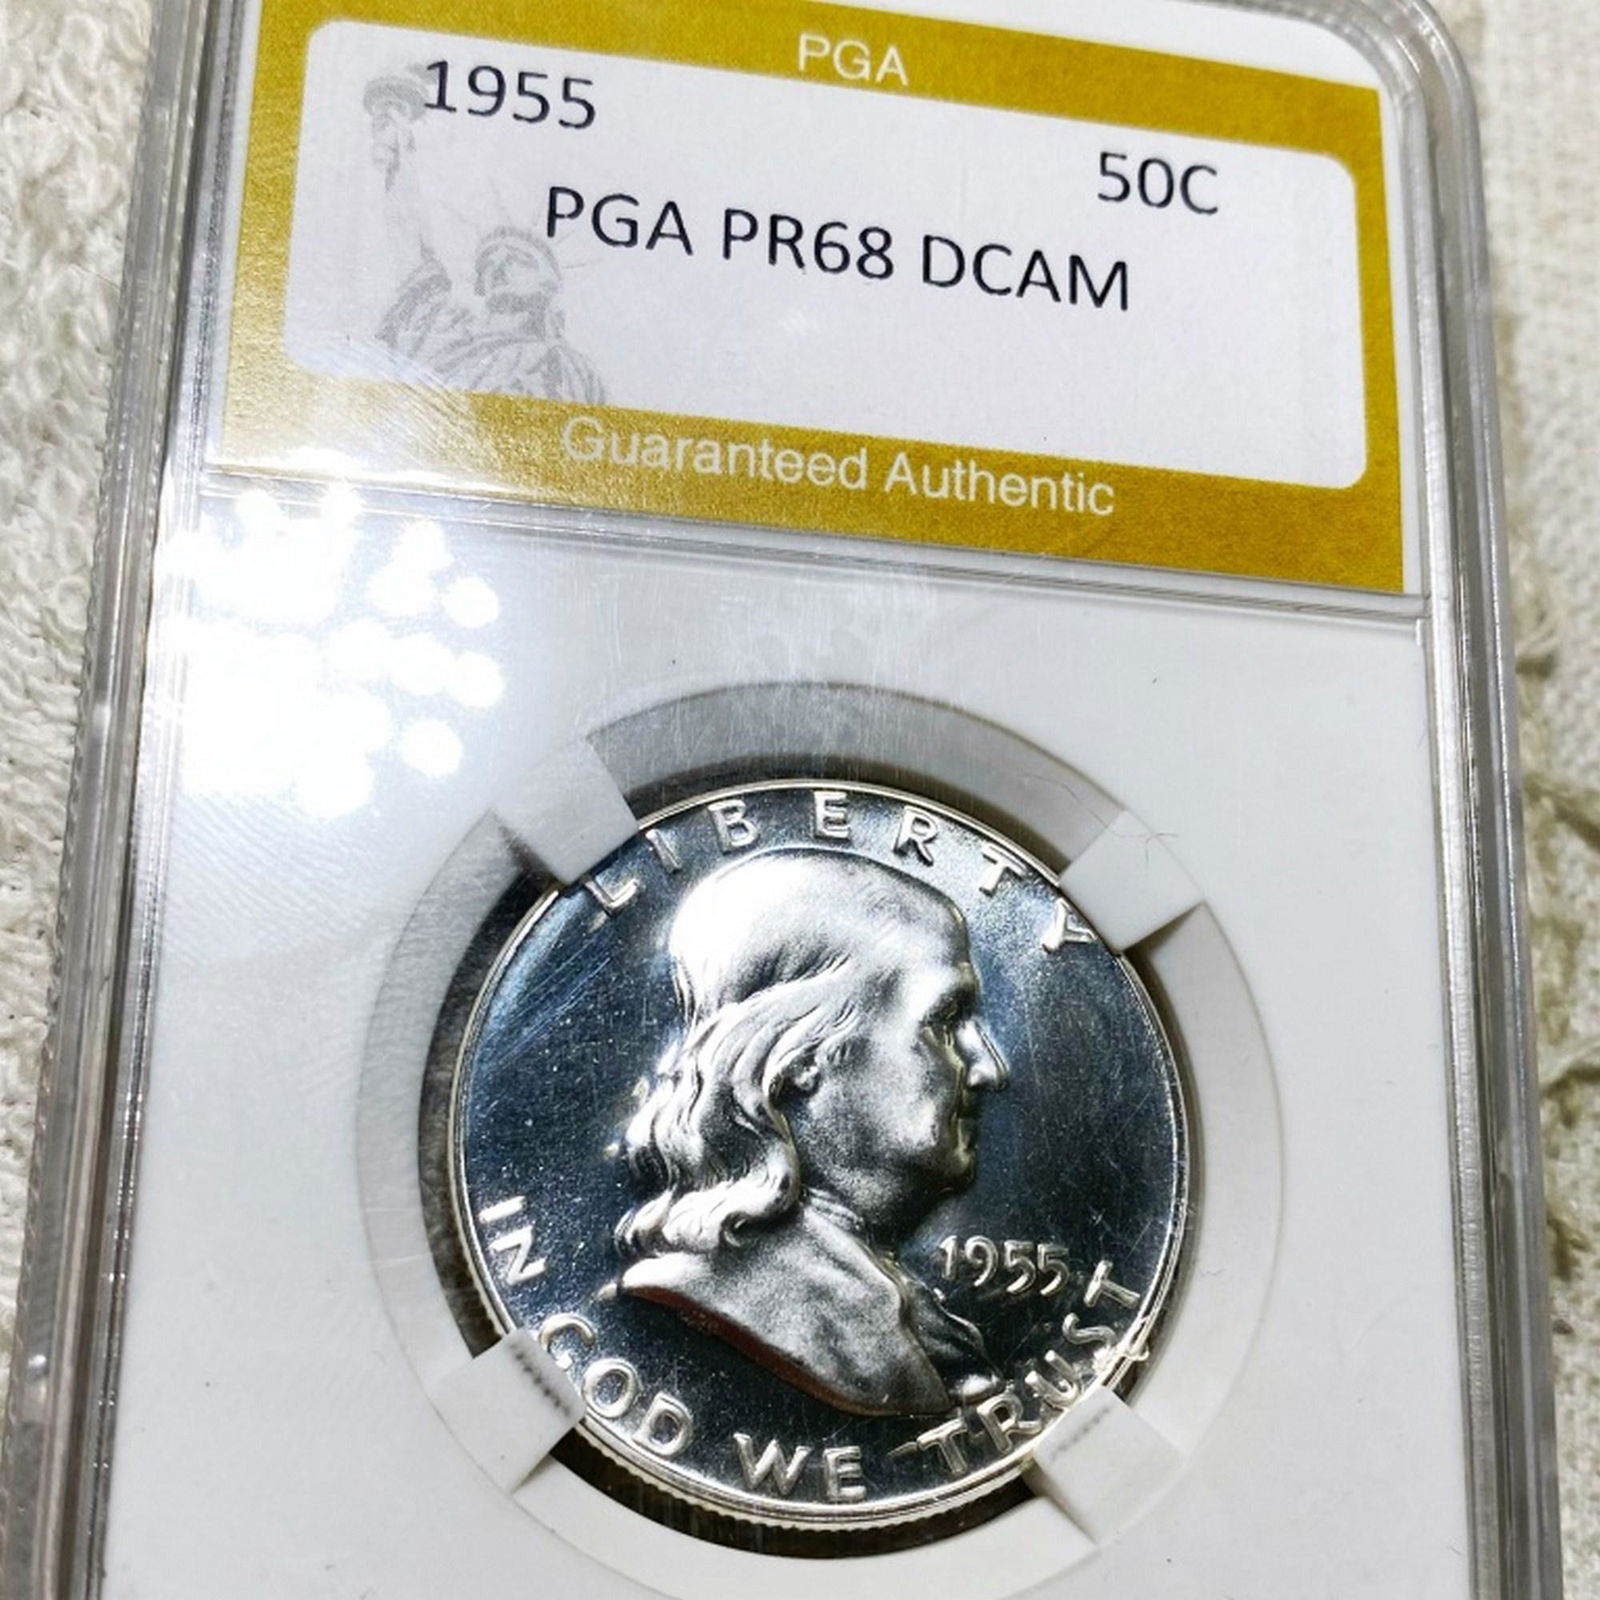 PGA
1955
50C
PGA PR68 DCAM
Guaranteed Authentic
LIBERTY
1955
IN GOD WE TRUST